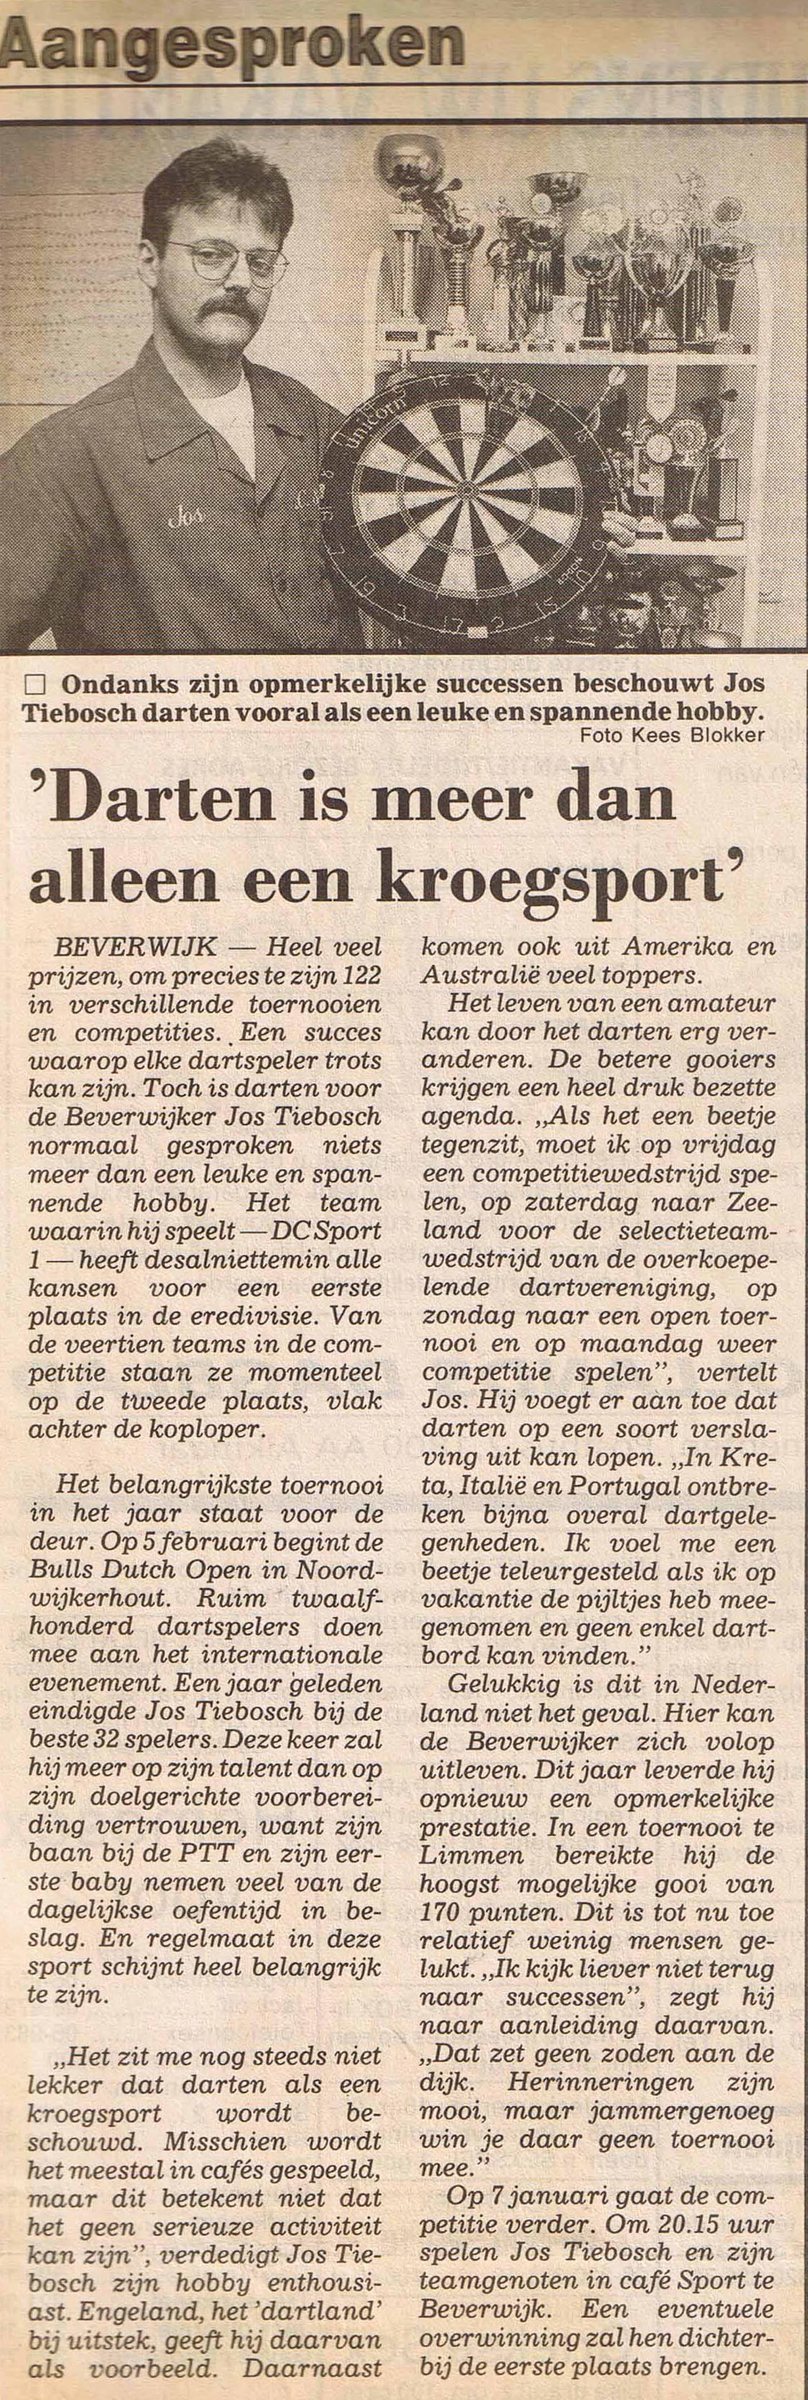 Aangesproken
unicorn
Jos
12
9
7
19
3
17
2
15
6
☐ Ondanks zijn opmerkelijke successen beschouwt Jos
Tiebosch darten vooral als een leuke en spannende hobby.
Foto Kees Blokker
’Darten is meer dan
alleen een kroegsport’
BEVERWIJK — Heel veel
prijzen, om precies te zijn 122
in verschillende toernooien
en competities. Een succes
waarop elke dartspeler trots
kan zijn. Toch is darten voor
de Beverwijker Jos Tiebosch
normaal gesproken niets
meer dan een leuke en span-
nende hobby. Het team
waarin hij speelt — DC Sport
1 — heeft desalniettemin alle
kansen voor een eerste
plaats in de eredivisie. Van
de veertien teams in de com-
petitie staan ze momenteel
op de tweede plaats, vlak
achter de koploper.
Het belangrijkste toernooi
in het jaar staat voor de
deur. Op 5 februari begint de
Bulls Dutch Open in Noord-
wijkerhout. Ruim twaalf-
honderd dartspelers doen
mee aan het internationale
evenement. Een jaar geleden
eindigde Jos Tiebosch bij de
beste 32 spelers. Deze keer zal
hij meer op zijn talent dan op
zijn doelgerichte voorberei-
ding vertrouwen, want zijn
baan bij de PTT en zijn eer-
ste baby nemen veel van de
dagelijkse oefentijd in be-
slag. En regelmaat in deze
sport schijnt heel belangrijk
te zijn.
„Het zit me nog steeds niet
lekker dat darten als een
kroegsport wordt be-
schouwd. Misschien wordt
het meestal in cafés gespeeld,
maar dit betekent niet dat
het geen serieuze activiteit
kan zijn”, verdedigt Jos Tie-
bosch zijn hobby enthousi-
ast. Engeland, het ’dartland’
bij uitstek, geeft hij daarvan
als voorbeeld. Daarnaast
komen ook uit Amerika en
Australië veel toppers.
Het leven van een amateur
kan door het darten erg ver-
anderen. De betere gooiers
krijgen een heel druk bezette
agenda. „Als het een beetje
tegenzit, moet ik op vrijdag
een competitiewedstrijd spe-
len, op zaterdag naar Zee-
land voor de selectieteam-
wedstrijd van de overkoepe-
lende dartvereniging, op
zondag naar een open toer-
nooi en op maandag weer
competitie spelen”, vertelt
Jos. Hij voegt er aan toe dat
darten op een soort versla-
ving uit kan lopen. „In Kre-
ta, Italië en Portugal ontbre-
ken bijna overal dartgele-
genheden. Ik voel me een
beetje teleurgesteld als ik op
vakantie de pijltjes heb mee-
genomen en geen enkel dart-
bord kan vinden.”
Gelukkig is dit in Neder-
land niet het geval. Hier kan
de Beverwijker zich volop
uitleven. Dit jaar leverde hij
opnieuw een opmerkelijke
prestatie. In een toernooi te
Limmen bereikte hij de
hoogst mogelijke gooi van
170 punten. Dit is tot nu toe
relatief weinig mensen ge-
lukt. „Ik kijk liever niet terug
naar successen”, zegt hij
naar aanleiding daarvan.
„Dat zet geen zoden aan de
dijk. Herinneringen zijn
mooi, maar jammergenoeg
win je daar geen toernooi
mee.”
Op 7 januari gaat de com-
petitie verder. Om 20.15 uur
spelen Jos Tiebosch en zijn
teamgenoten in café Sport te
Beverwijk. Een eventuele
overwinning zal hen dichter-
bij de eerste plaats brengen.